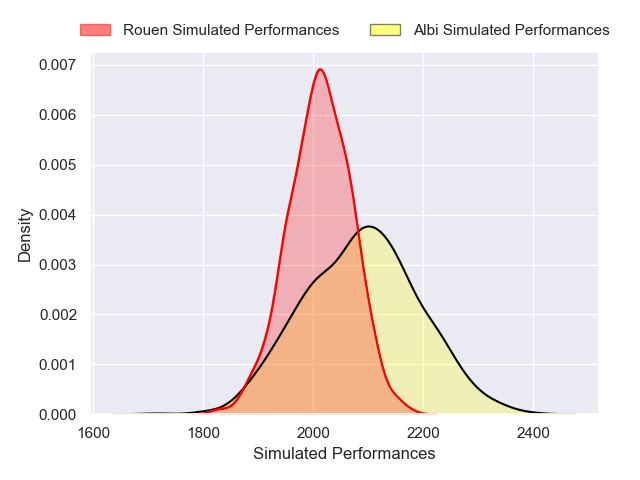 Rouen Simulated Performances Albi Simulated Performances
0.007
0.006
0.005
0.004
0.003
0.002
0.001
0.000
Density
1600 1800 2000 2200 2400
Simulated Performances